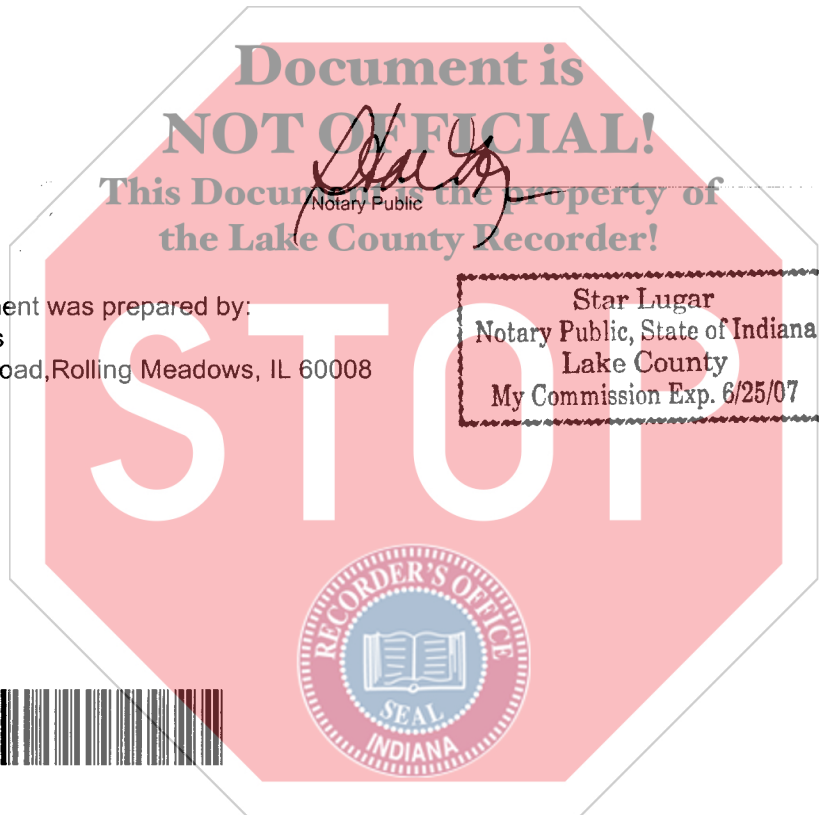 Document is
NOT OFFICIAL!
This Document is the property of
the Lake County Recorder!
Notary Public
ent was prepared by:
s
oad,Rolling Meadows, IL 60008
Star Lugar
Notary Public, State of Indiana
Lake County
My Commission Exp. 6/25/07
STOP
RECORDER'S OFFICE
SEAL
INDIANA